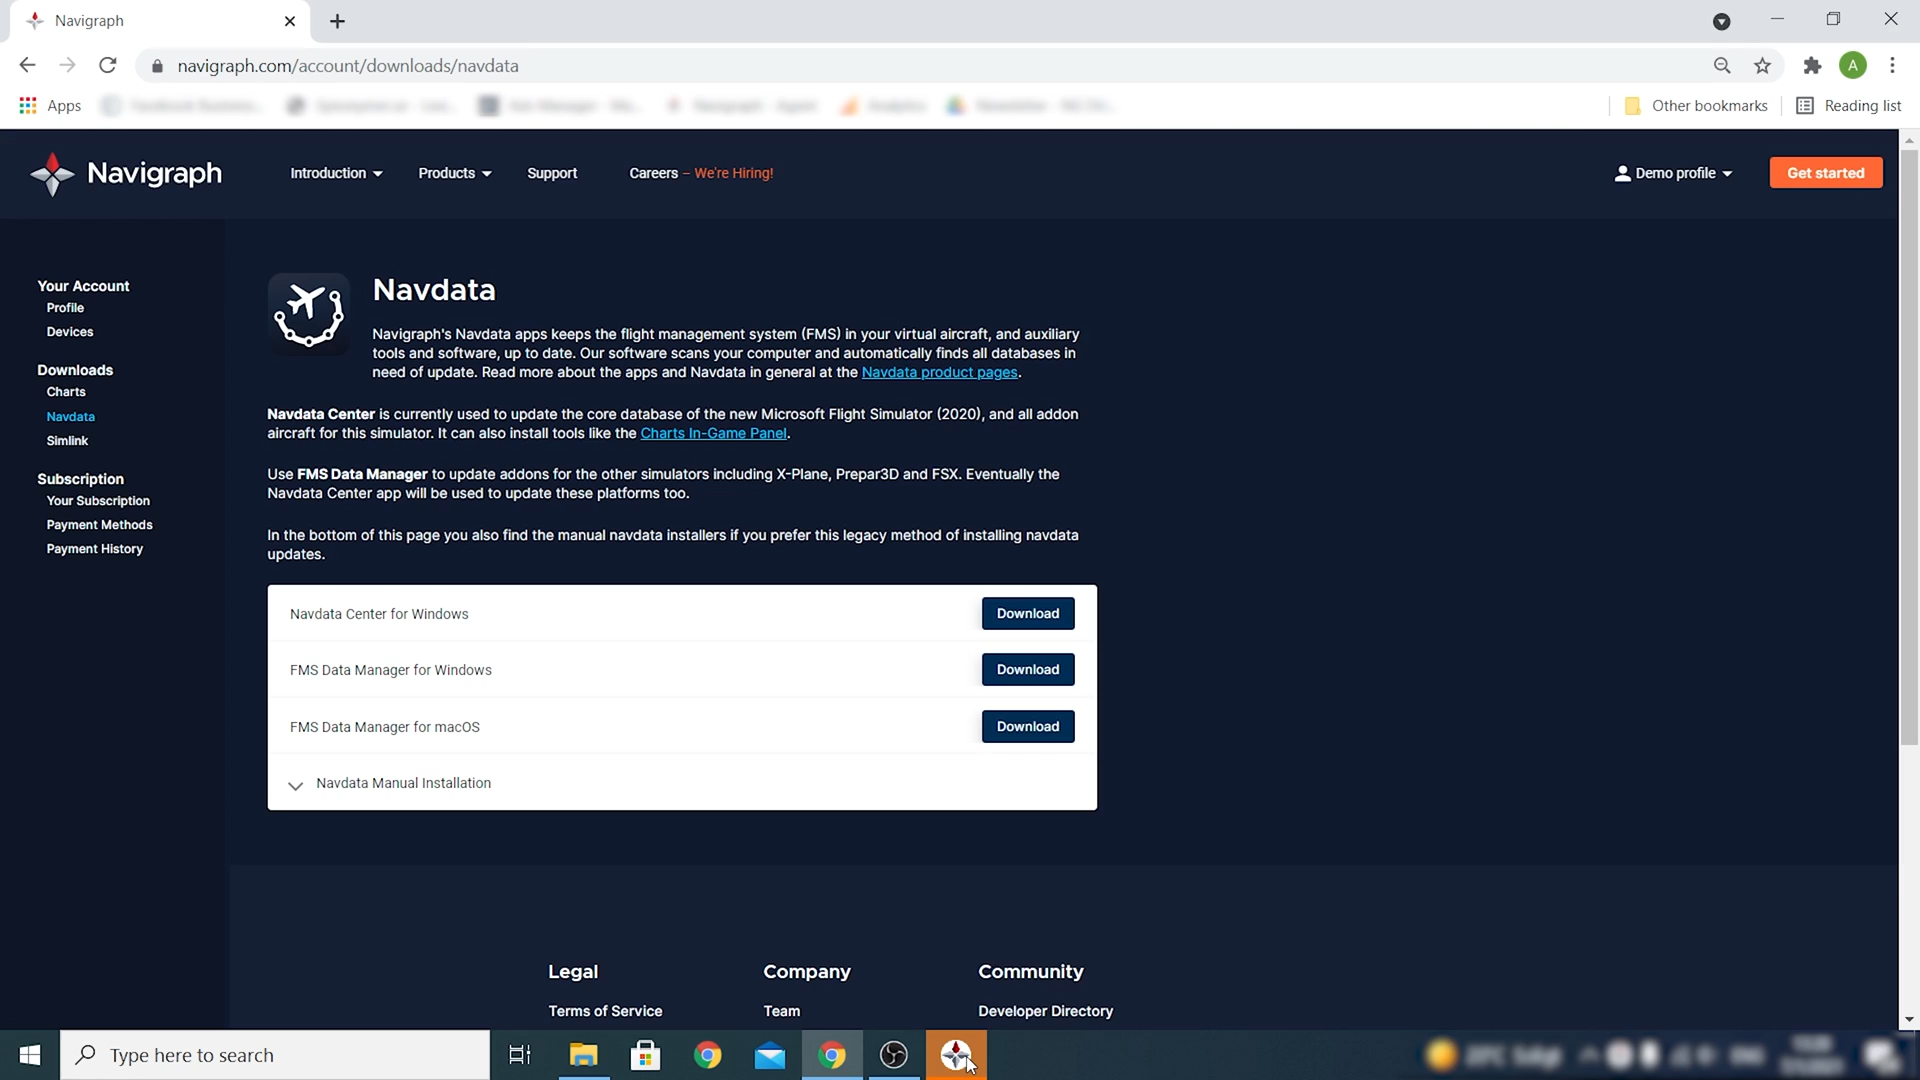 Navigraph
navigraph.com/account/downloads/navdata
A
Apps
Other bookmarks
Reading list
Navigraph
Introduction
Products
Support
Careers – We're Hiring!
Demo profile
Get started
Your Account
Profile
Devices
Downloads
Charts
Navdata
Simlink
Subscription
Your Subscription
Payment Methods
Payment History
Navdata
Navigraph's Navdata apps keeps the flight management system (FMS) in your virtual aircraft, and auxiliary
tools and software, up to date. Our software scans your computer and automatically finds all databases in
need of update. Read more about the apps and Navdata in general at the Navdata product pages.
Navdata Center is currently used to update the core database of the new Microsoft Flight Simulator (2020), and all addon
aircraft for this simulator. It can also install tools like the Charts In-Game Panel.
Use FMS Data Manager to update addons for the other simulators including X-Plane, Prepar3D and FSX. Eventually the
Navdata Center app will be used to update these platforms too.
In the bottom of this page you also find the manual navdata installers if you prefer this legacy method of installing navdata
updates.
Navdata Center for Windows
Download
FMS Data Manager for Windows
Download
FMS Data Manager for macOS
Download
Navdata Manual Installation
Legal
Company
Community
Terms of Service
Team
Developer Directory
Type here to search